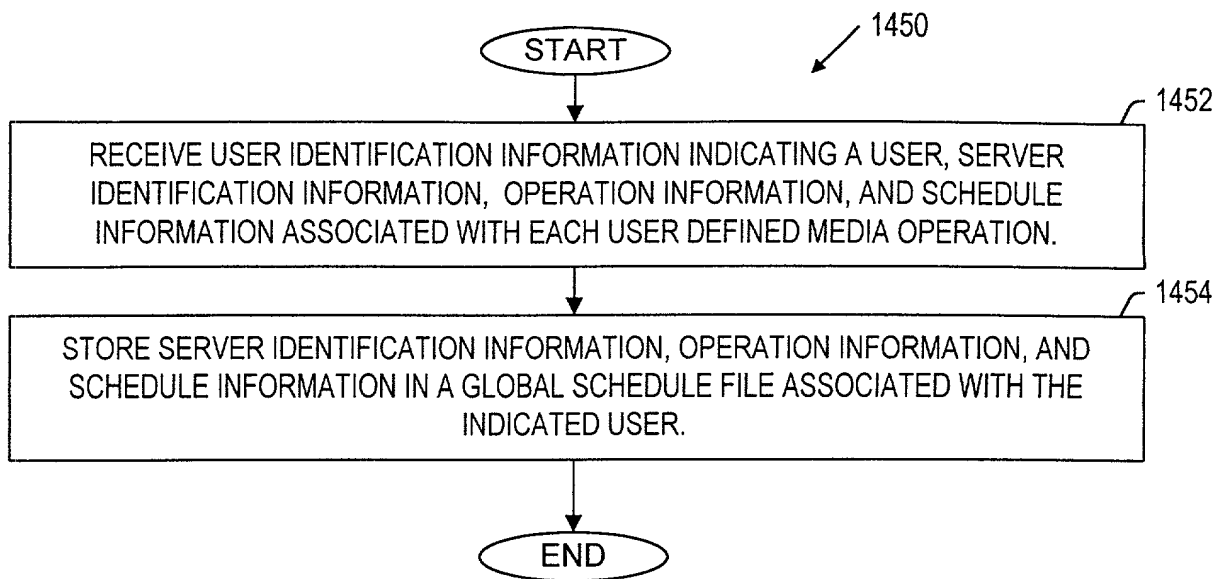 START
1450
1452
RECEIVE USER IDENTIFICATION INFORMATION INDICATING A USER, SERVER
IDENTIFICATION INFORMATION, OPERATION INFORMATION, AND SCHEDULE
INFORMATION ASSOCIATED WITH EACH USER DEFINED MEDIA OPERATION.
1454
STORE SERVER IDENTIFICATION INFORMATION, OPERATION INFORMATION, AND
SCHEDULE INFORMATION IN A GLOBAL SCHEDULE FILE ASSOCIATED WITH THE
INDICATED USER.
END